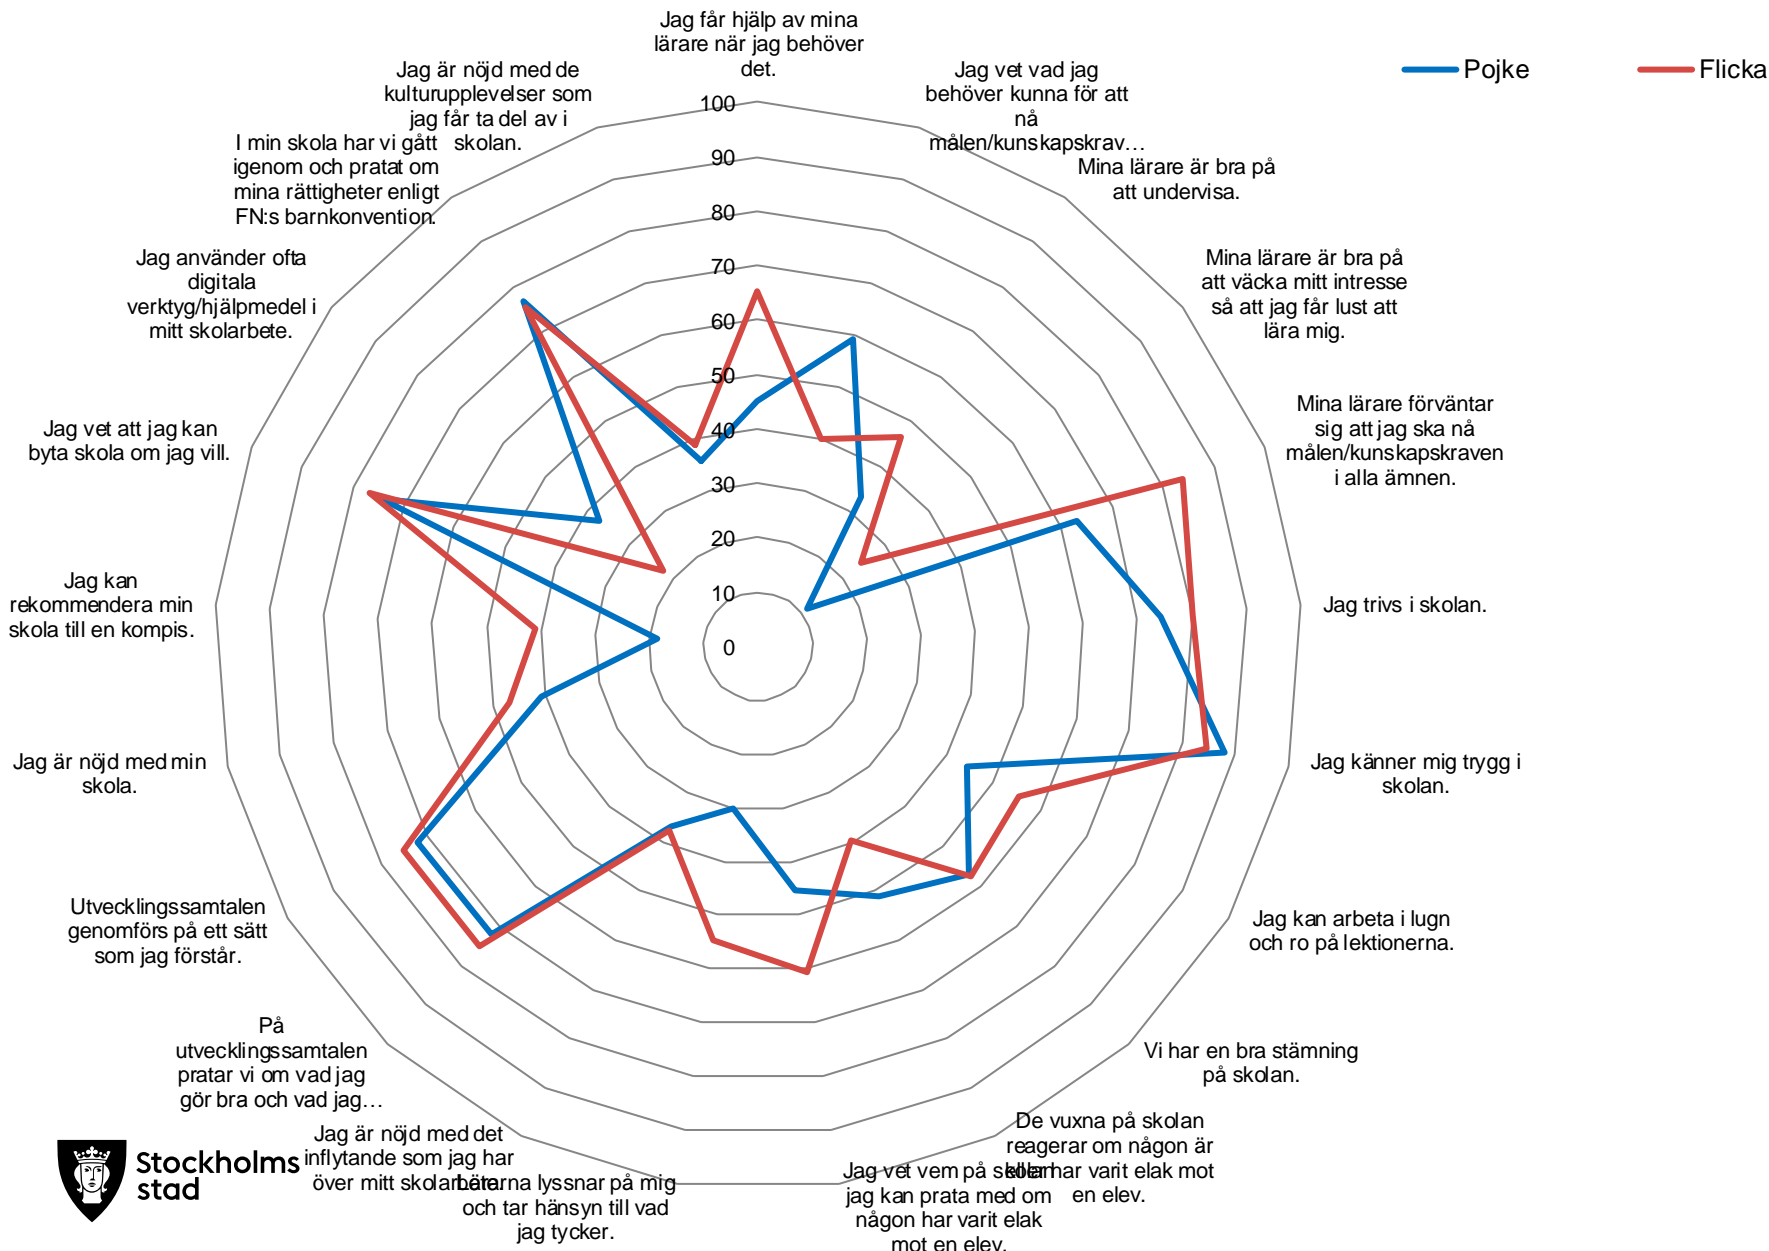 Jag får hjälp av mina
lärare när jag behöver
det.
Jag vet vad jag
behöver kunna för att
nå
målen/kunskapskrav…
Mina lärare är bra på
att undervisa.
Mina lärare är bra på
att väcka mitt intresse
så att jag får lust att
lära mig.
Mina lärare förväntar
sig att jag ska nå
målen/kunskapskraven
i alla ämnen.
Jag trivs i skolan.
Jag känner mig trygg i
skolan.
Jag kan arbeta i lugn
och ro på lektionerna.
Vi har en bra stämning
på skolan.
De vuxna på skolan
reagerar om någon är
eller har varit elak mot
en elev.
Jag vet vem på skolan
jag kan prata med om
någon har varit elak
mot en elev.
Lärarna lyssnar på mig
och tar hänsyn till vad
jag tycker.
Jag är nöjd med det
inflytande som jag har
över mitt skolarbete.
På
utvecklingssamtalen
pratar vi om vad jag
gör bra och vad jag…
Utvecklingssamtalen
genomförs på ett sätt
som jag förstår.
Jag är nöjd med min
skola.
Jag kan
rekommendera min
skola till en kompis.
Jag vet att jag kan
byta skola om jag vill.
Jag använder ofta
digitala
verktyg/hjälpmedel i
mitt skolarbete.
I min skola har vi gått
igenom och pratat om
mina rättigheter enligt
FN:s barnkonvention.
Jag är nöjd med de
kulturupplevelser som
jag får ta del av i
skolan.
100
90
80
70
60
50
40
30
20
10
0
Pojke
Flicka
Stockholms
stad